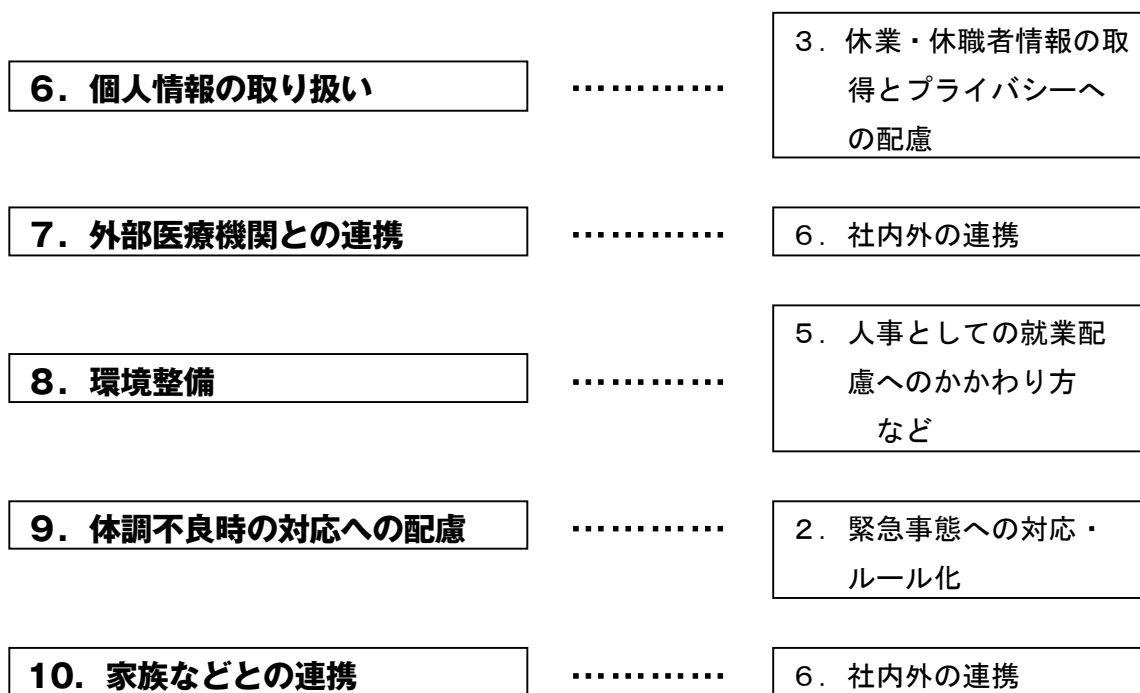 3．休業・休職者情報の取
6．個人情報の取り扱い
…………
得とプライバシーへ
の配慮
7．外部医療機関との連携
…………
6．社内外の連携
5．人事としての就業配
8．環境整備
…………
慮へのかかわり方
など
9．体調不良時の対応への配慮
…………
2．緊急事態への対応・
ルール化
10．家族などとの連携
…………
6．社内外の連携